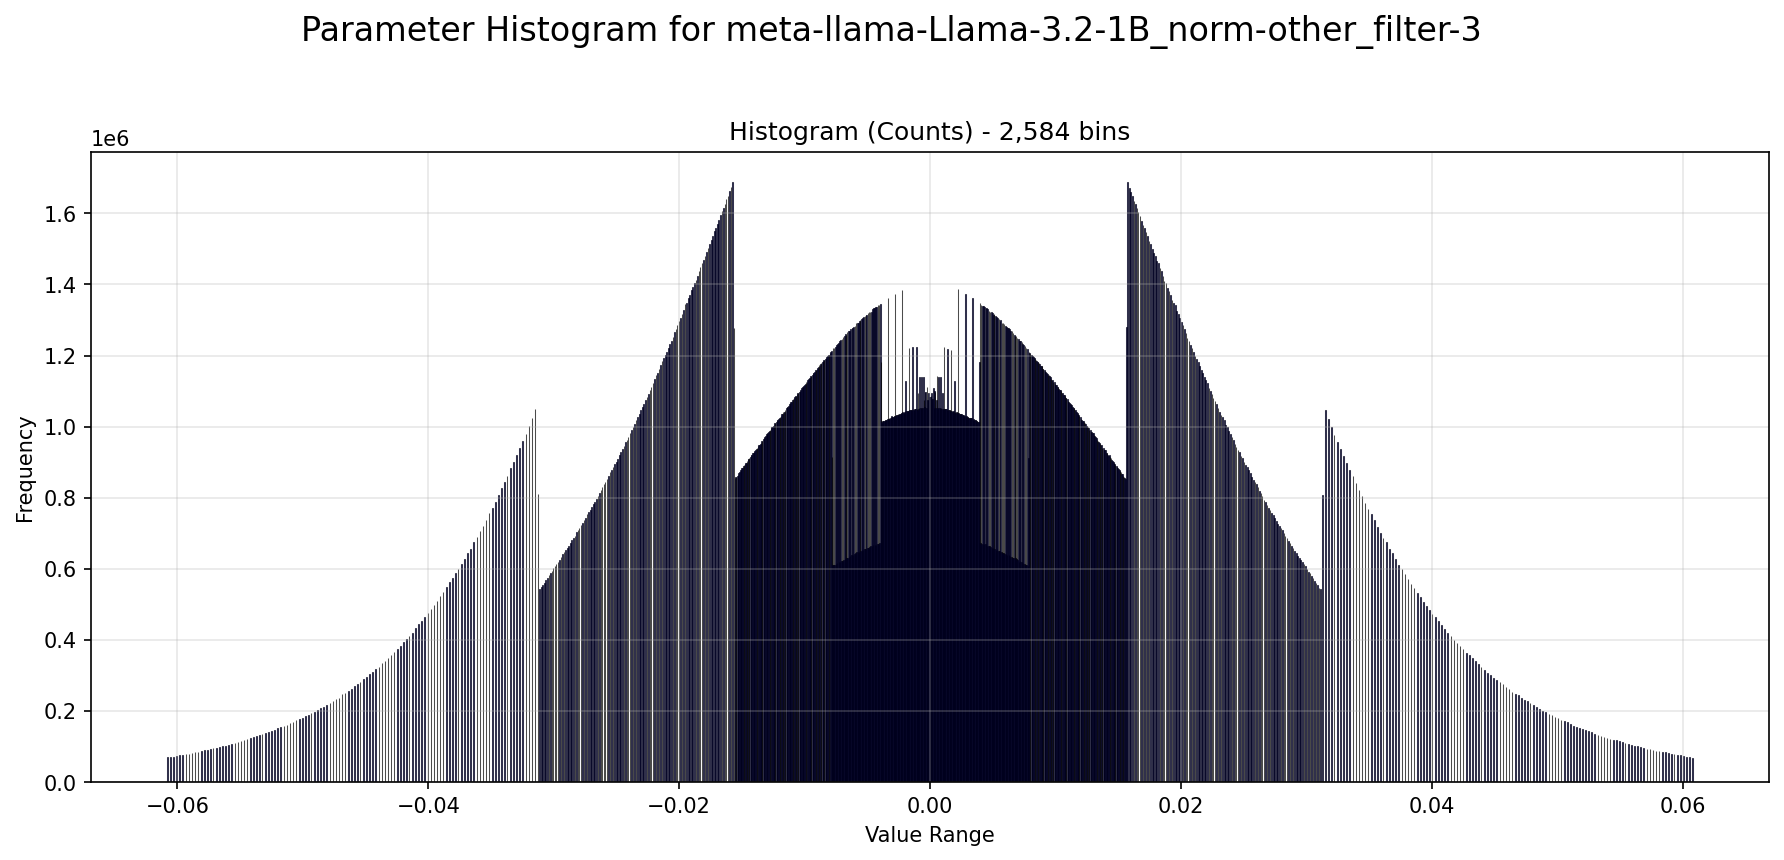 Parameter Histogram for meta-llama-Llama-3.2-1B_norm-other_filter-3
Histogram (Counts) - 2,584 bins
1e6
1.6
1.4
1.2
1.0
0.8
0.6
0.4
0.2
0.0
Frequency
−0.06 −0.04 −0.02 0.00 0.02 0.04 0.06
Value Range